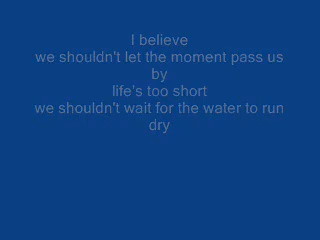 I believe
we shouldn't let the moment pass us
by
life's too short
we shouldn't wait for the water to run
dry